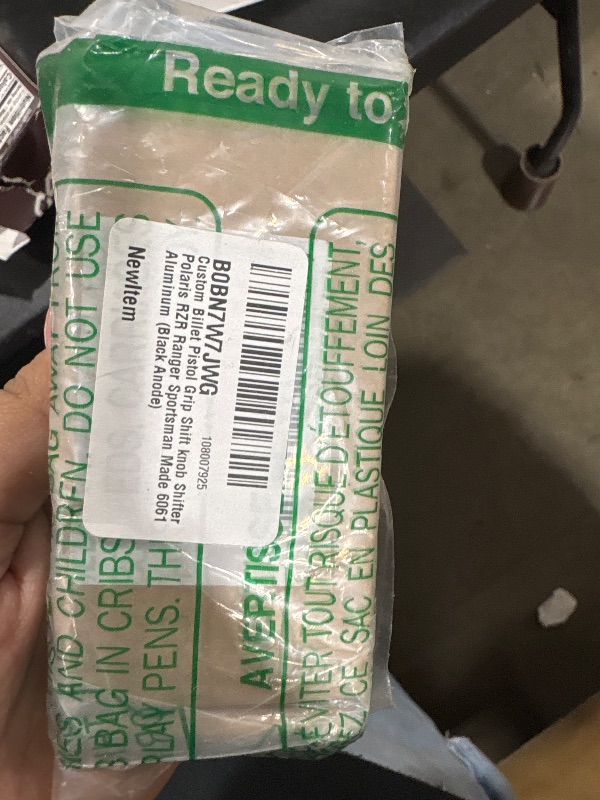 Ready to
B0BN7W7JWG
108007925
Custom Billet Pistol Grip Shift knob Shifter
Polaris RZR Ranger Sportsman Made 6061
Aluminum (Black Anode)
NewItem
AND CHILDREN. DO NOT USE
BAG IN CRIBS
PLAY PENS. TH
AVERTIS
ÉVITER TOUT RISQUE D'ÉTOUFFEMENT,
EZ CE SAC EN PLASTIQUE LOIN DES